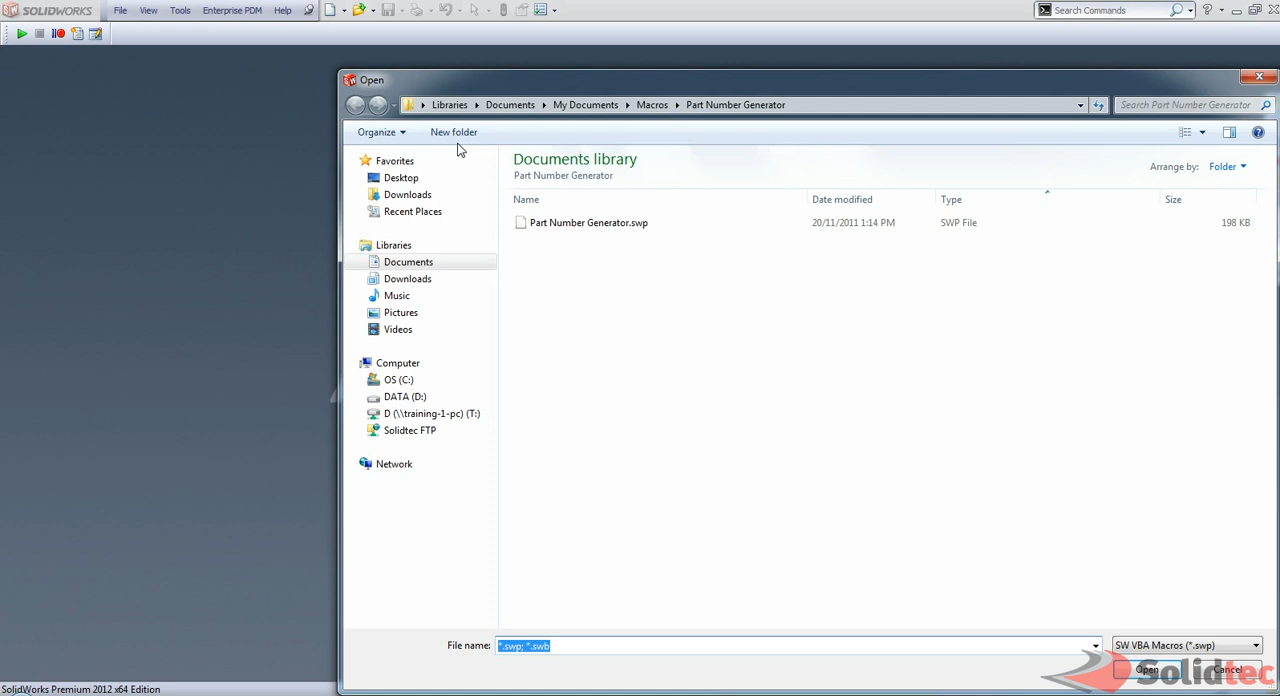 SOLIDWORKS File View Tools Enterprise PDM Help Search Commands
Open
Libraries Documents My Documents Macros Part Number Generator Search Part Number Generator
Organize New folder
Favorites
Desktop
Downloads
Recent Places
Libraries
Documents
Downloads
Music
Pictures
Videos
Computer
OS (C:)
DATA (D:)
D (\\training-1-pc) (T:)
Solidtec FTP
Network
Documents library
Part Number Generator
Arrange by: Folder
Name Date modified Type Size
Part Number Generator.swp 20/11/2011 1:14 PM SWP File 198 KB
File name: *.swp; *.swb SW VBA Macros (*.swp)
Open Cancel
Solidtec
SolidWorks Premium 2012 x64 Edition